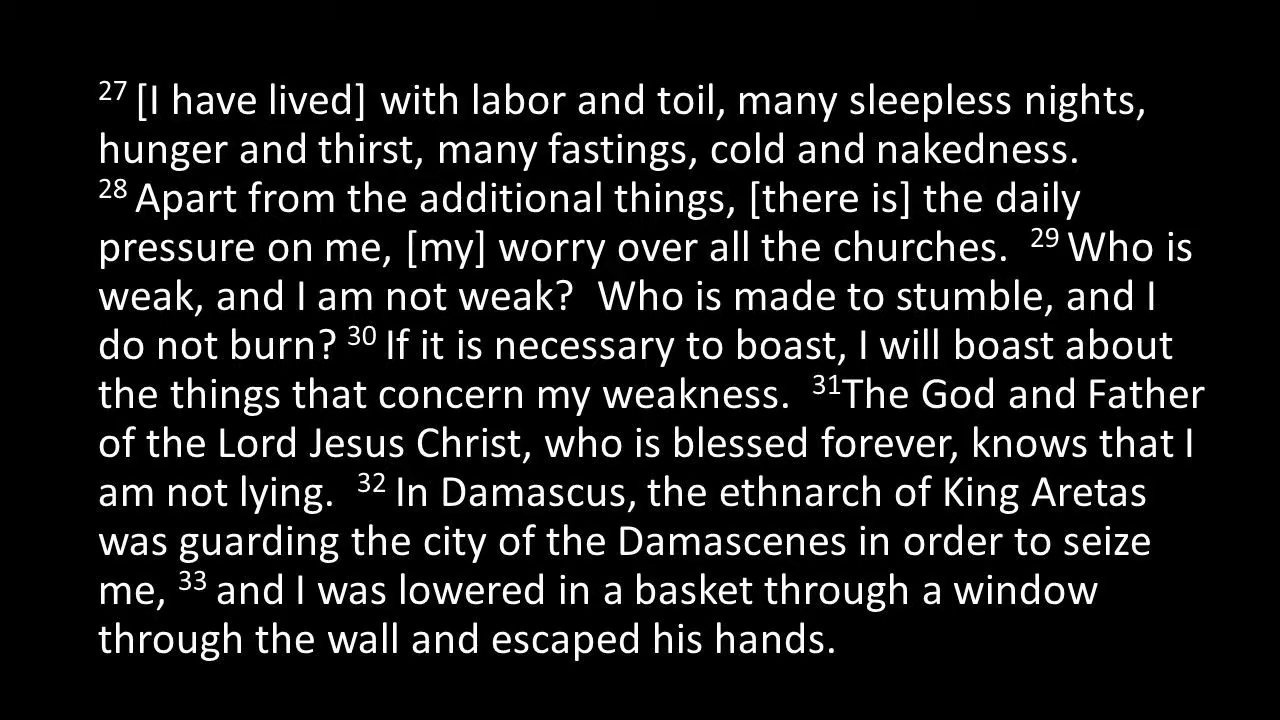 27 [I have lived] with labor and toil, many sleepless nights,
hunger and thirst, many fastings, cold and nakedness.
28 Apart from the additional things, [there is] the daily
pressure on me, [my] worry over all the churches.  29 Who is
weak, and I am not weak?  Who is made to stumble, and I
do not burn? 30 If it is necessary to boast, I will boast about
the things that concern my weakness.  31The God and Father
of the Lord Jesus Christ, who is blessed forever, knows that I
am not lying.  32 In Damascus, the ethnarch of King Aretas
was guarding the city of the Damascenes in order to seize
me, 33 and I was lowered in a basket through a window
through the wall and escaped his hands.